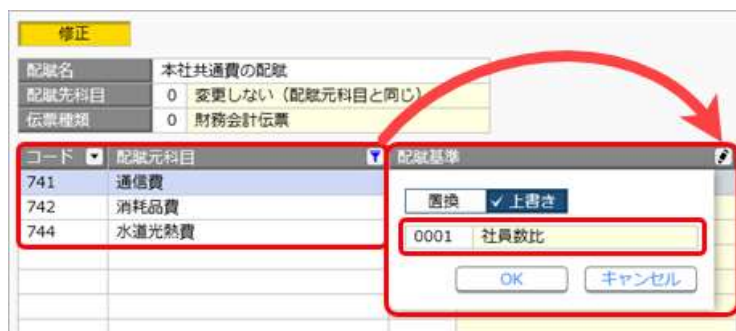 修正
配賦名 本社共通費の配賦
配賦先科目 0 変更しない（配賦元科目と同じ）
伝票種類 0 財務会計伝票
コード 配賦元科目 配賦基準
741 通信費
742 消耗品費
744 水道光熱費
置換 ✓上書き
0001 社員数比
OK キャンセル